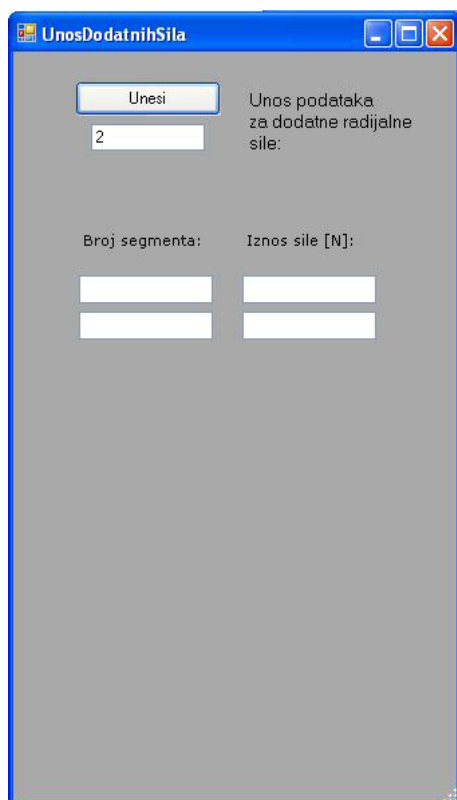 UnosDodatnihSila
Unesi
2
Unos podataka
za dodatne radijalne
sile:
Broj segmenta:
Iznos sile [N]: